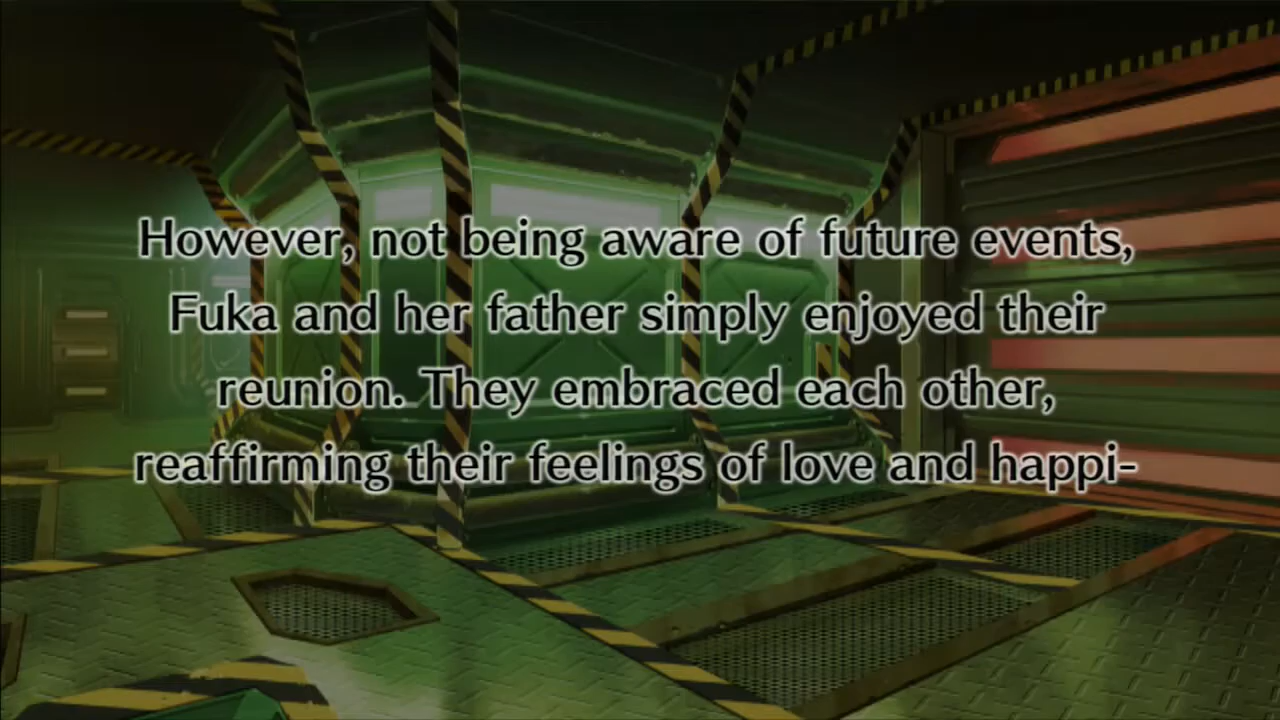 However, not being aware of future events,
Fuka and her father simply enjoyed their
reunion. They embraced each other,
reaffirming their feelings of love and happi-